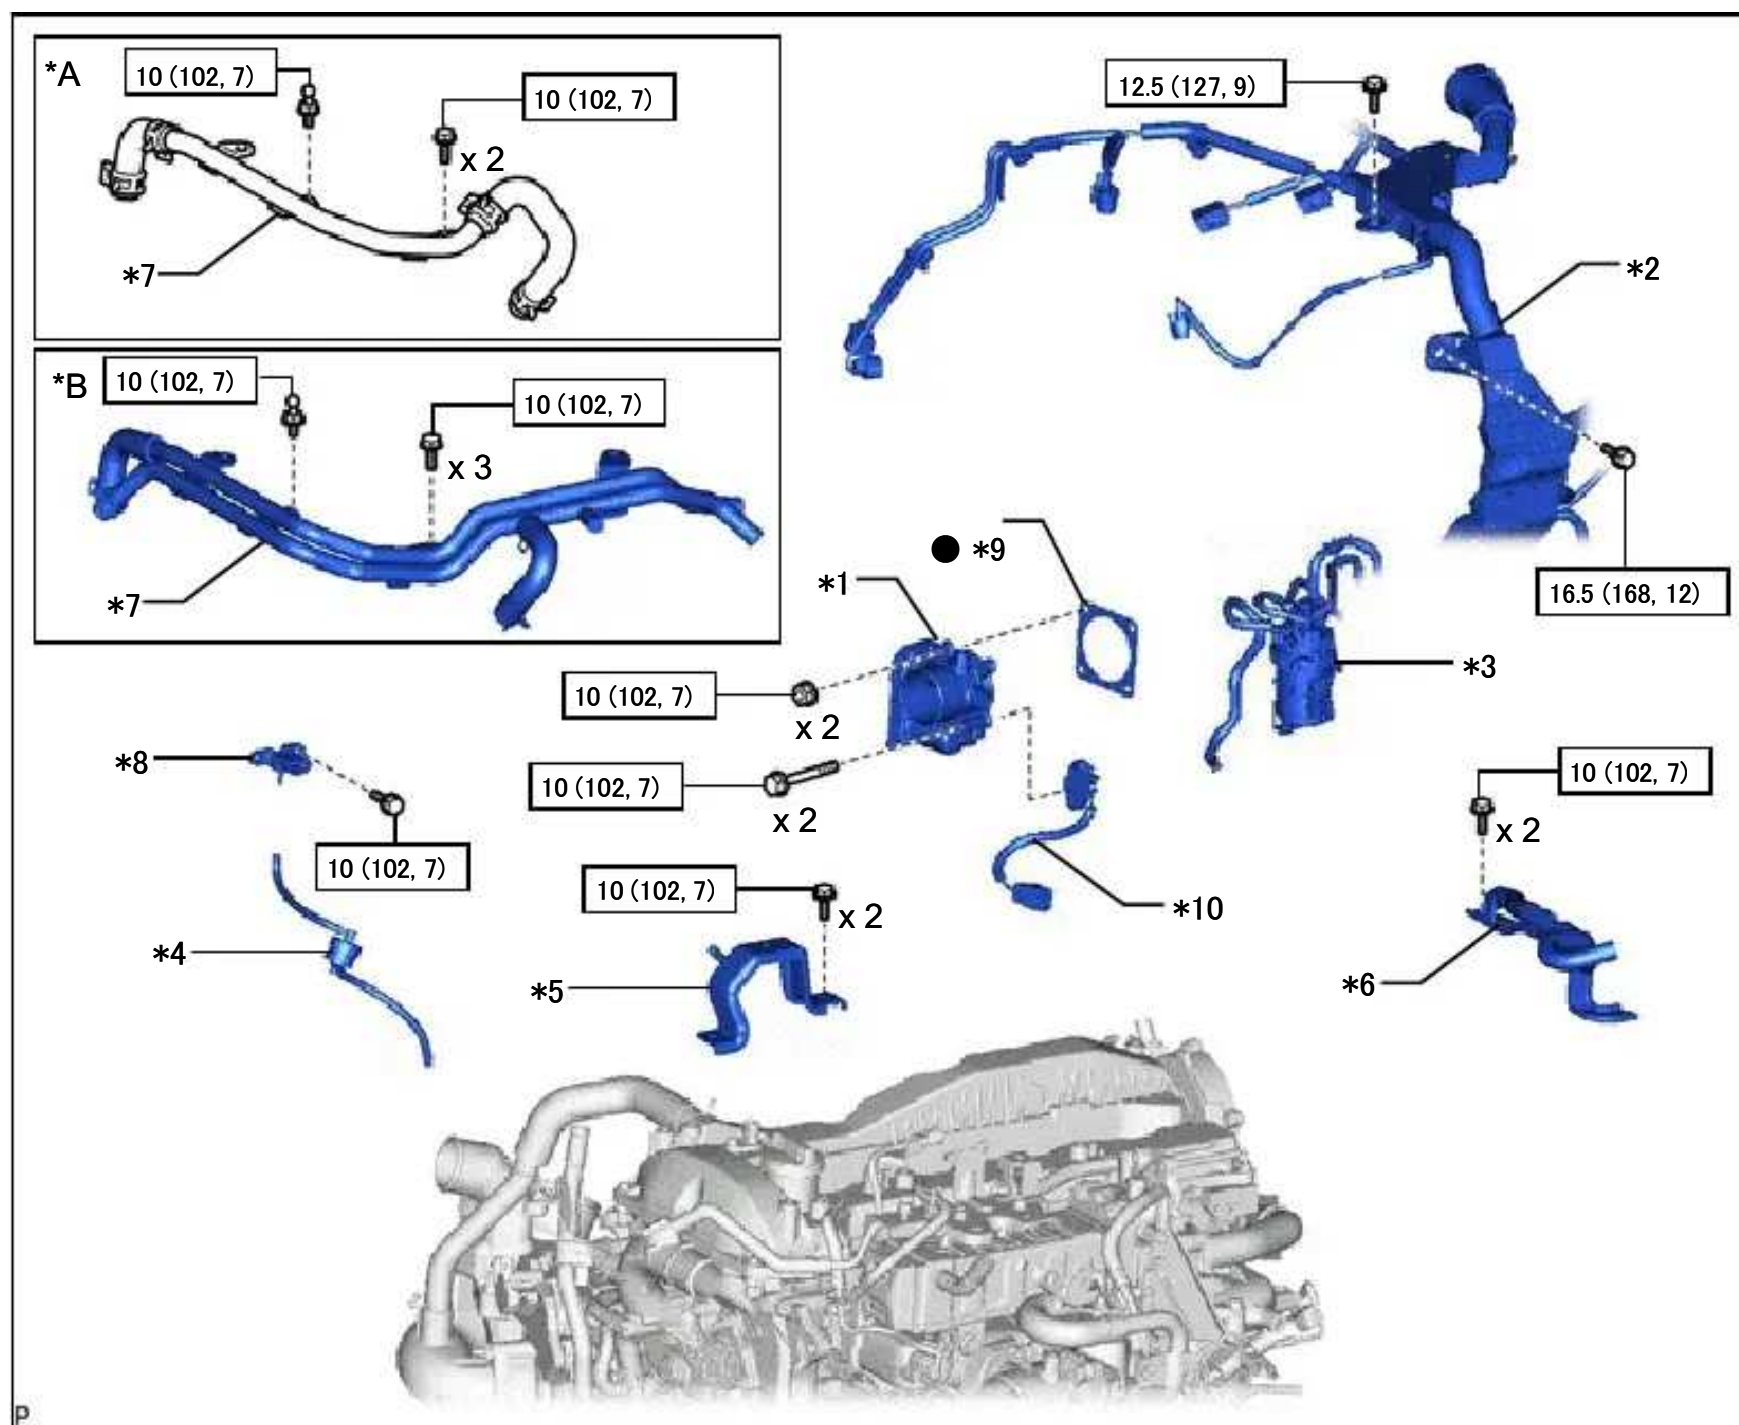 *A
10 (102, 7)
10 (102, 7)
x 2
*7
*B
10 (102, 7)
10 (102, 7)
x 3
*7
12.5 (127, 9)
*2
16.5 (168, 12)
● *9
*1
*3
10 (102, 7)
x 2
*8
10 (102, 7)
x 2
10 (102, 7)
10 (102, 7)
x 2
*10
10 (102, 7)
x 2
*4
*5
*6
P